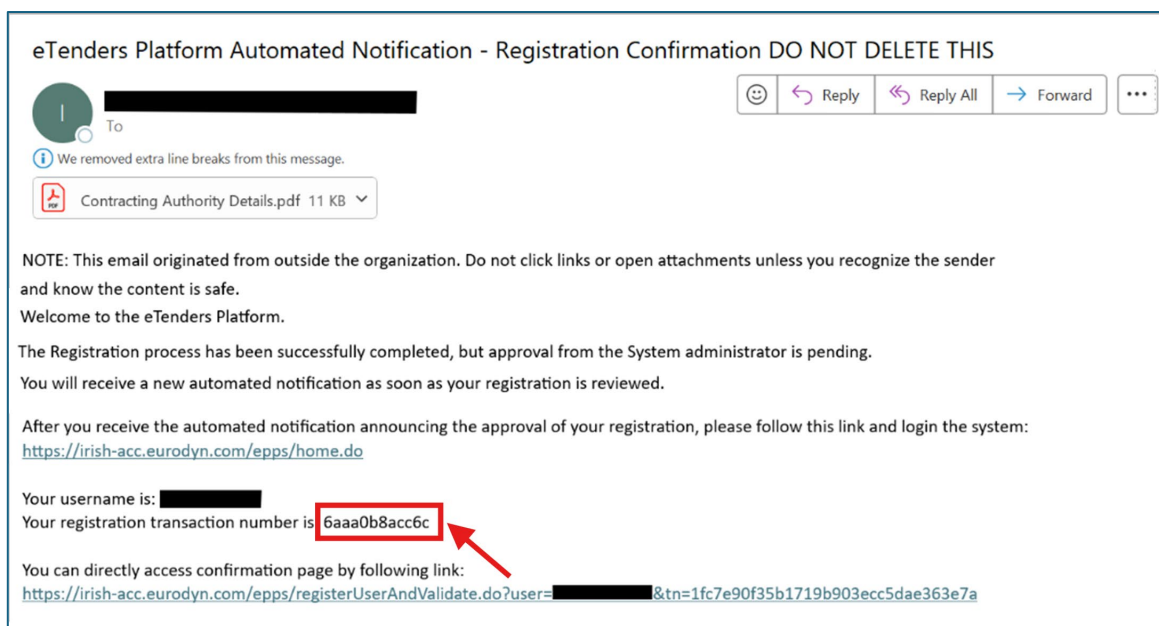 eTenders Platform Automated Notification - Registration Confirmation DO NOT DELETE THIS
I
Reply
Reply All
Forward
To
We removed extra line breaks from this message.
PDF
Contracting Authority Details.pdf 11 KB
NOTE: This email originated from outside the organization. Do not click links or open attachments unless you recognize the sender
and know the content is safe.
Welcome to the eTenders Platform.
The Registration process has been successfully completed, but approval from the System administrator is pending.
You will receive a new automated notification as soon as your registration is reviewed.
After you receive the automated notification announcing the approval of your registration, please follow this link and login the system:
https://irish-acc.eurodyn.com/epps/home.do
Your username is:
Your registration transaction number is 6aaa0b8acc6c
You can directly access confirmation page by following link:
https://irish-acc.eurodyn.com/epps/registerUserAndValidate.do?user= &tn=1fc7e90f35b1719b903ecc5dae363e7a